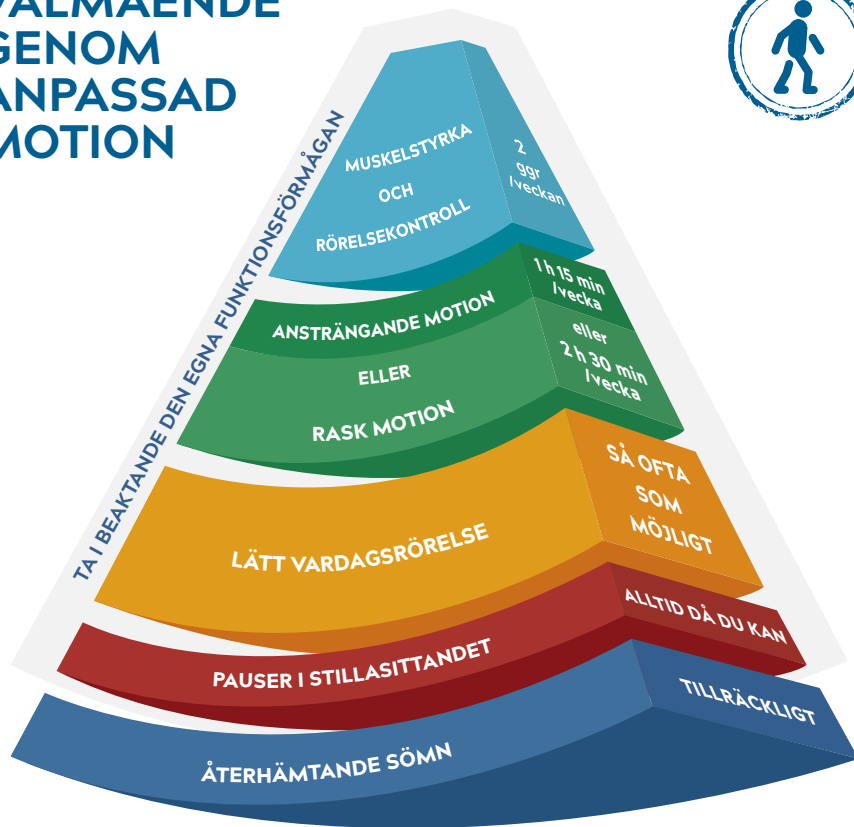 VÄLMÅENDE
GENOM
ANPASSAD
MOTION
TA I BEAKTANDE DEN EGNA FUNKTIONSFÖRMÅGAN
MUSKELSTYRKA
OCH
RÖRELSEKONTROLL
2
ggr
/veckan
ANSTRÄNGANDE MOTION
1 h 15 min
/vecka
ELLER
RASK MOTION
eller
2 h 30 min
/vecka
LÄTT VARDAGSRÖRELSE
SÅ OFTA
SOM
MÖJLIGT
PAUSER I STILLASITTANDET
ALLTID DÅ DU KAN
ÅTERHÄMTANDE SÖMN
TILLRÄCKLIGT